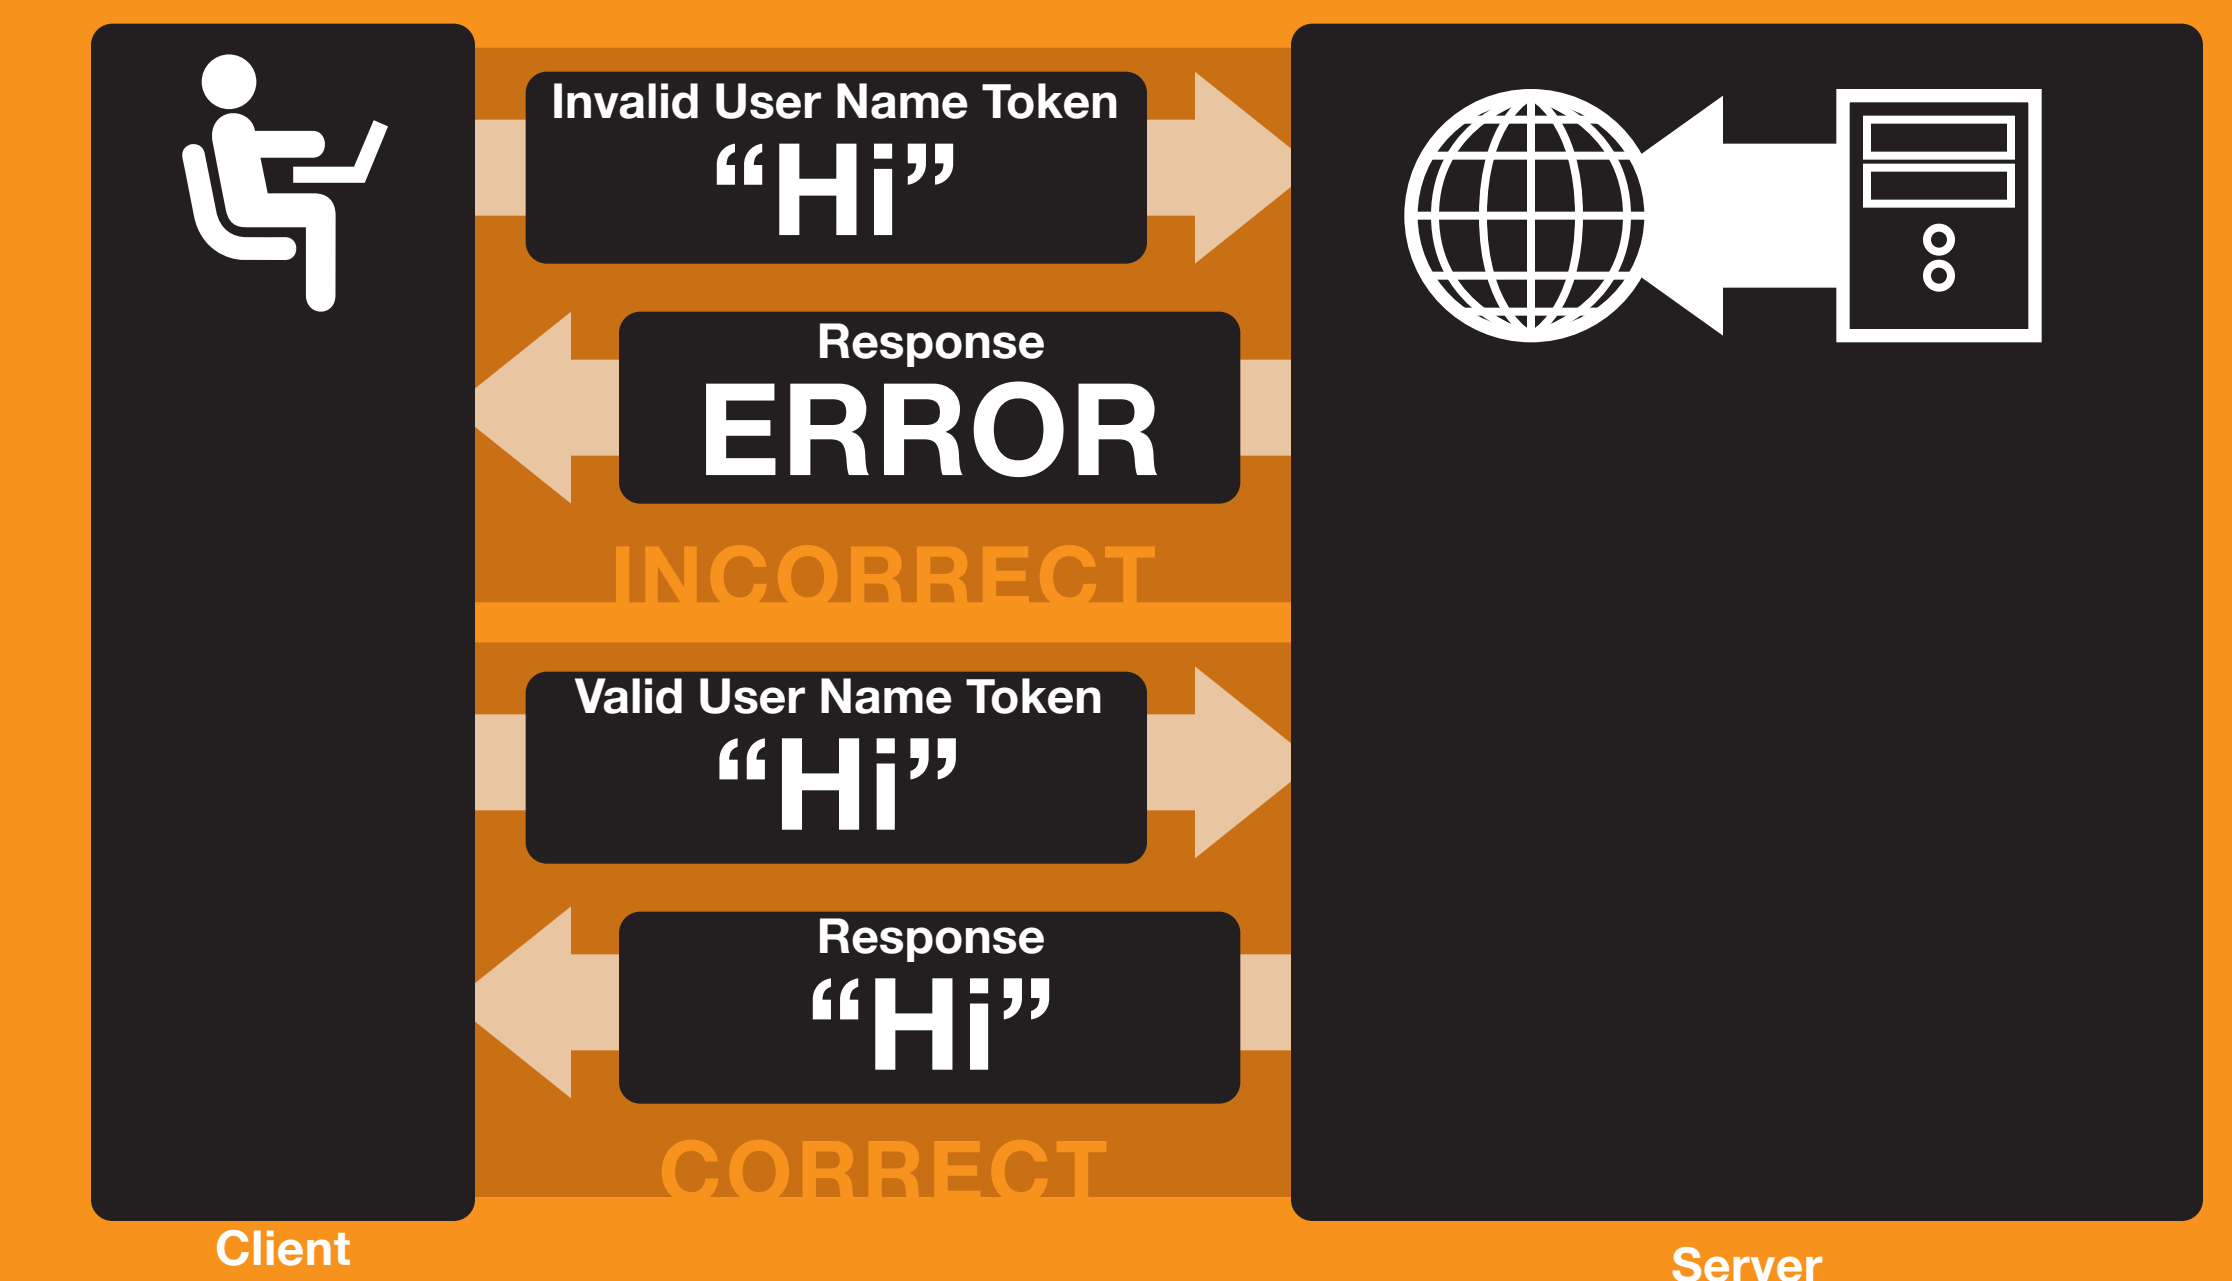 Invalid User Name Token
“Hi”
Response
ERROR
INCORRECT
Valid User Name Token
“Hi”
Response
“Hi”
CORRECT
Client
Server